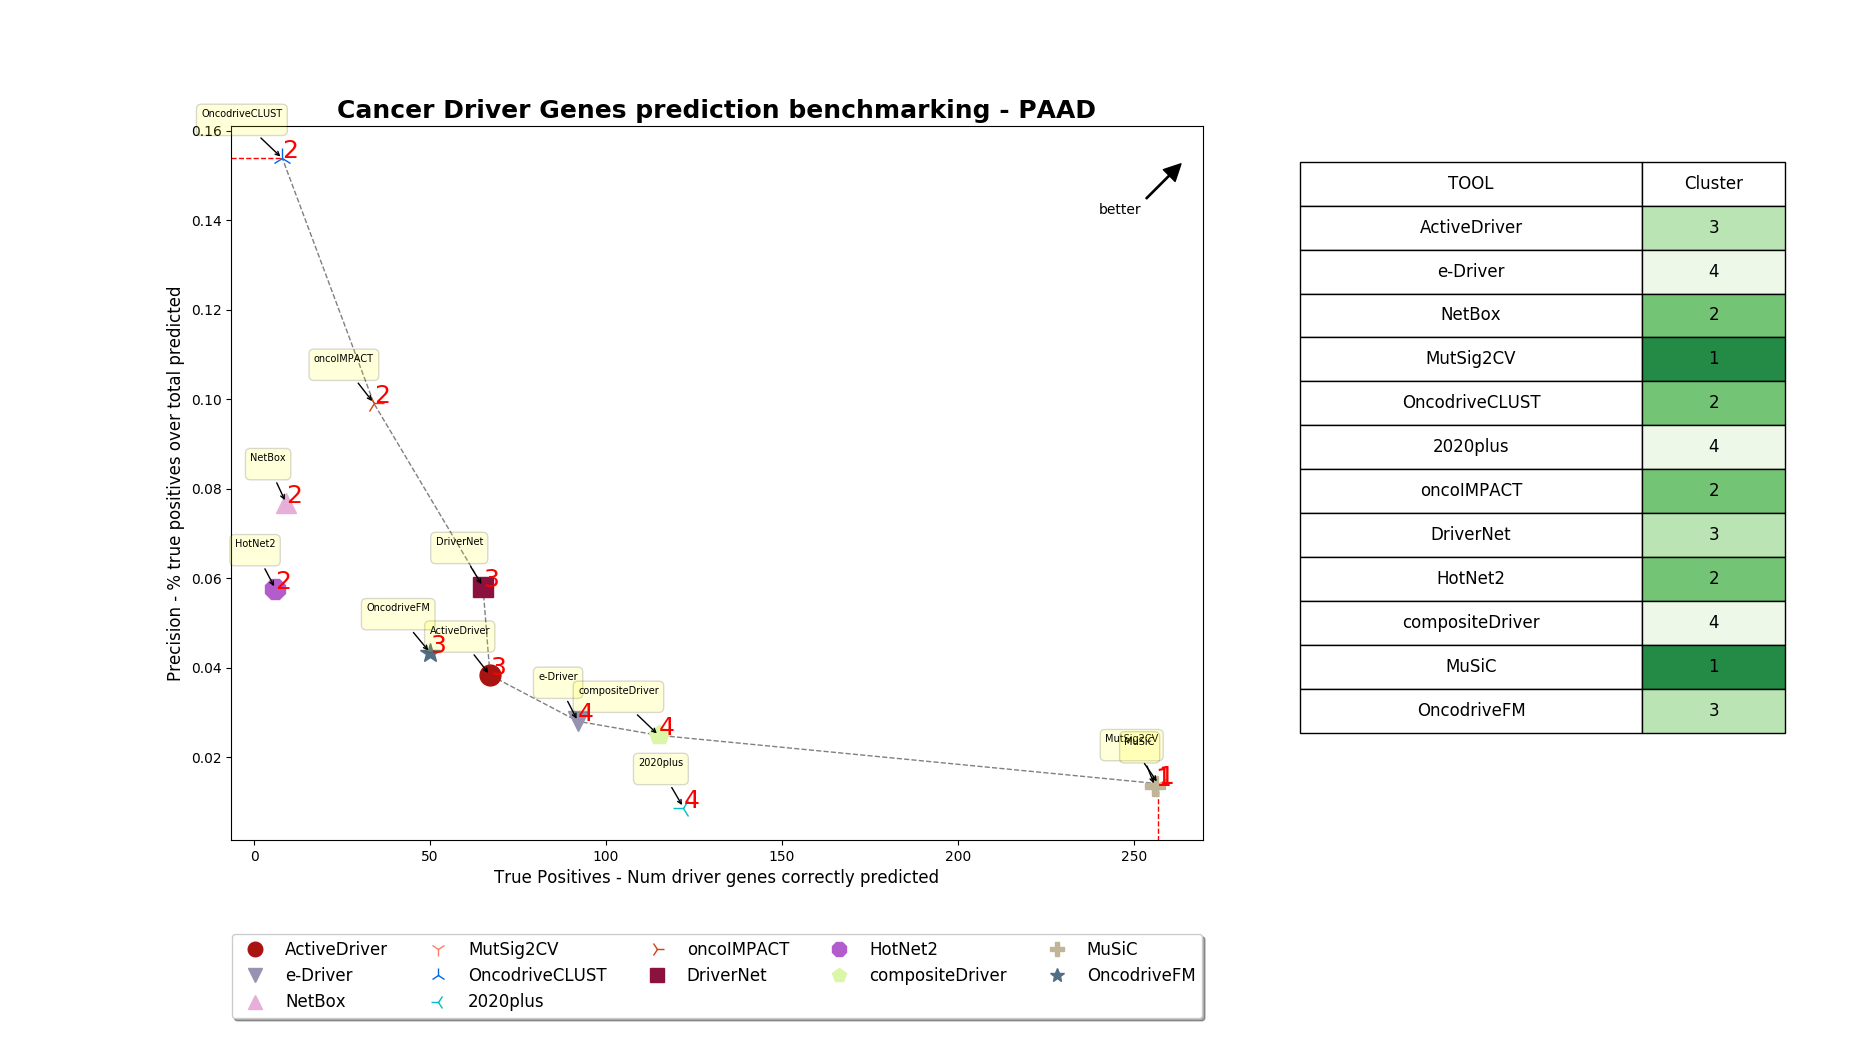 Cancer Driver Genes prediction benchmarking - PAAD
OncodriveCLUST
2
oncoIMPACT
2
NetBox
2
HotNet2
2
DriverNet
3
OncodriveFM
3
ActiveDriver
3
e-Driver
4
compositeDriver
4
2020plus
4
MutSig2CV
MuSiC
1
1
better
0.16
0.14
0.12
0.10
0.08
0.06
0.04
0.02
Precision - % true positives over total predicted
0 50 100 150 200 250
True Positives - Num driver genes correctly predicted
ActiveDriver MutSig2CV oncoIMPACT HotNet2 MuSiC
e-Driver OncodriveCLUST DriverNet compositeDriver OncodriveFM
NetBox 2020plus
TOOL Cluster
ActiveDriver 3
e-Driver 4
NetBox 2
MutSig2CV 1
OncodriveCLUST 2
2020plus 4
oncoIMPACT 2
DriverNet 3
HotNet2 2
compositeDriver 4
MuSiC 1
OncodriveFM 3